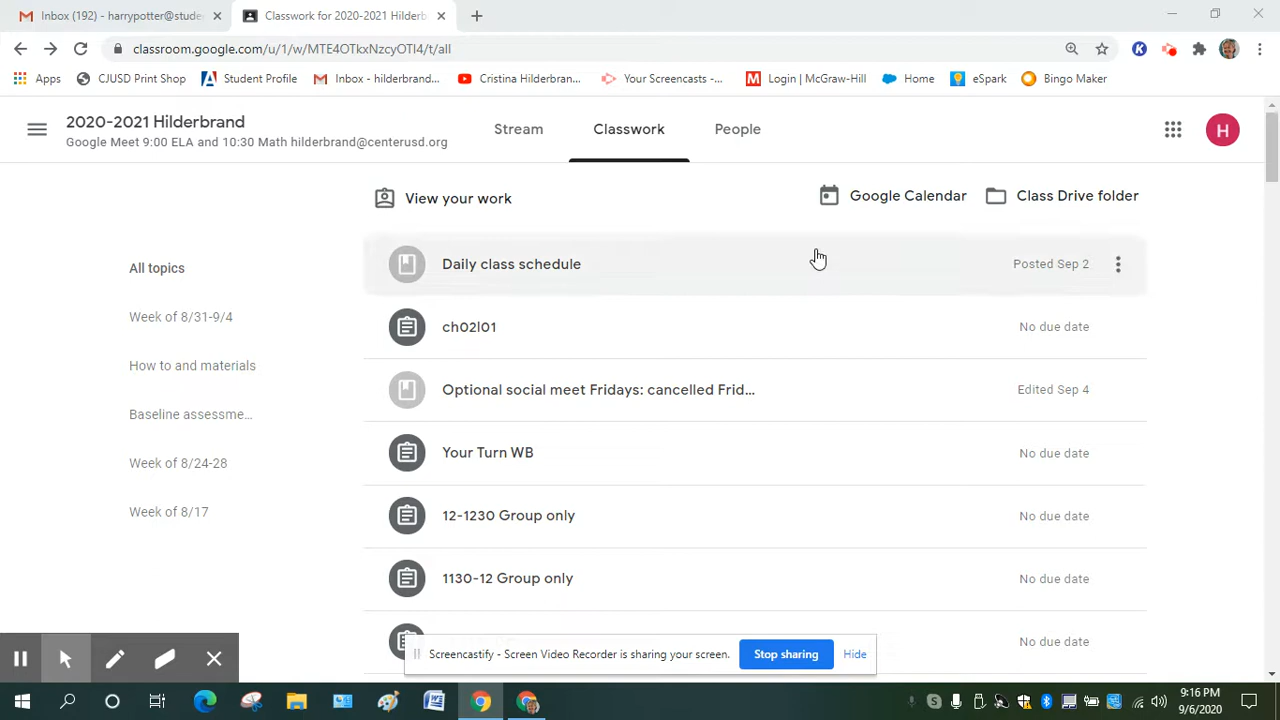 Inbox (192) - harrypotter@stude
Classwork for 2020-2021 Hilderb
classroom.google.com/u/1/w/MTE4OTkxNzcyOTI4/t/all
Apps
CJUSD Print Shop
Student Profile
Inbox - hilderbrand...
Cristina Hilderbran...
Your Screencasts -...
Login | McGraw-Hill
Home
eSpark
Bingo Maker
2020-2021 Hilderbrand
Google Meet 9:00 ELA and 10:30 Math hilderbrand@centerusd.org
Stream
Classwork
People
H
View your work
Google Calendar
Class Drive folder
All topics
Week of 8/31-9/4
How to and materials
Baseline assessme...
Week of 8/24-28
Week of 8/17
Daily class schedule
Posted Sep 2
ch02l01
No due date
Optional social meet Fridays: cancelled Frid...
Edited Sep 4
Your Turn WB
No due date
12-1230 Group only
No due date
1130-12 Group only
No due date
No due date
Screencastify - Screen Video Recorder is sharing your screen.
Stop sharing
Hide
9:16 PM
9/6/2020